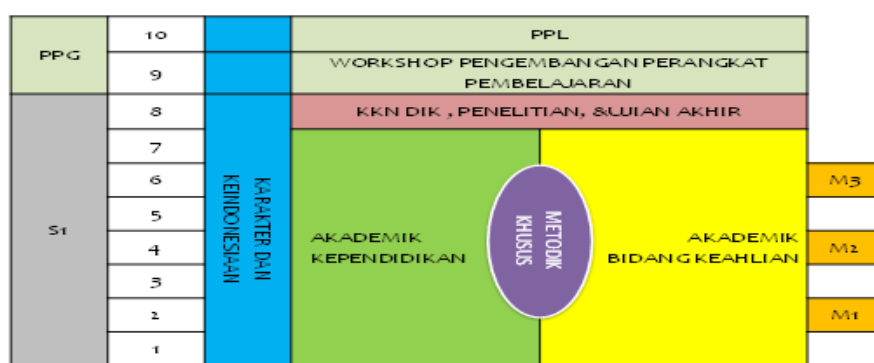 PPG
10
PPL
9
WORKSHOP PENGEMBANGAN PERANGKAT
PEMBELAJARAN
S1
8
KKN DIK , PENELITIAN, &UJIAN AKHIR
7
6
5
4
3
2
1
KARAKTER DAN
KEINDONESIAAN
AKADEMIK
KEPENDIDIKAN
METODIK
KHUSUS
AKADEMIK
BIDANG KEAHLIAN
M3
M2
M1